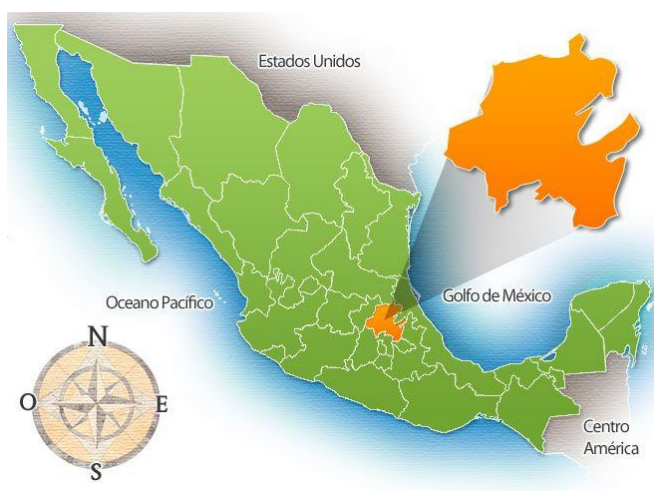 Estados Unidos
Oceano Pacífico
Golfo de México
N
O
E
S
Centro
América